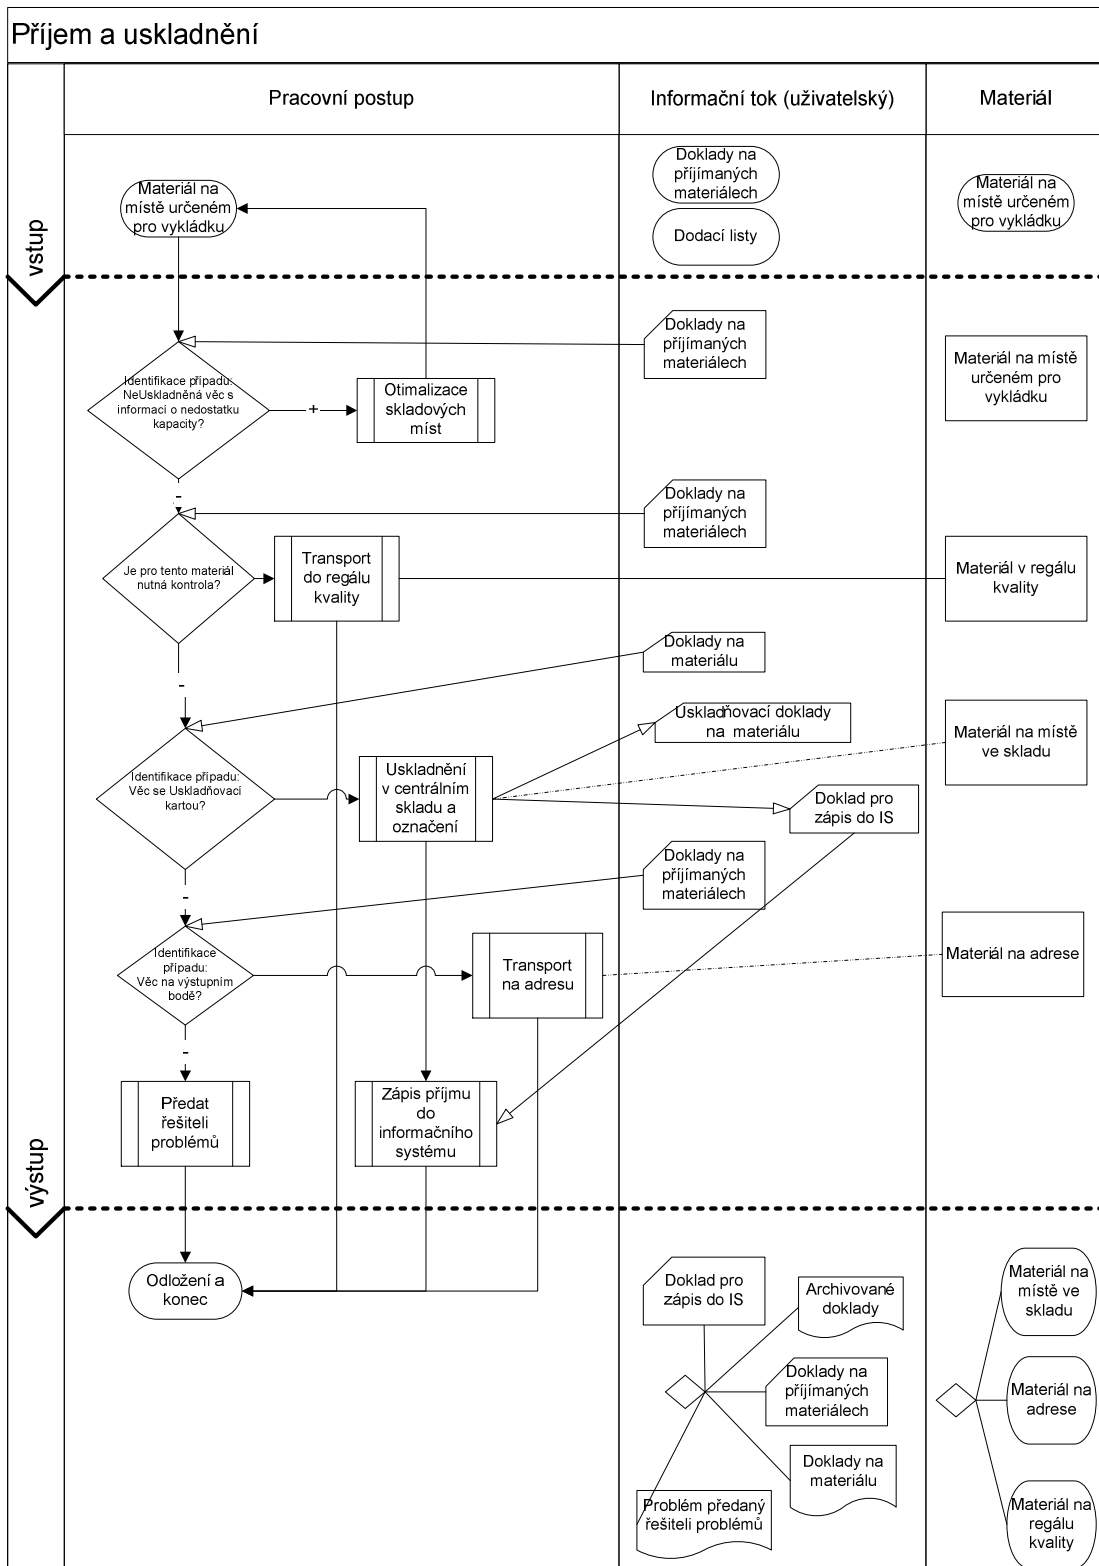 Příjem a uskladnění
Pracovní postup
Informační tok (uživatelský)
Materiál
vstup
Materiál na
místě určeném
pro vykládku
Doklady na
příjímaných
materiálech
Dodací listy
Materiál na
místě určeném
pro vykládku
Identifikace případu:
NeUskladněná věc s
informací o nedostatku
kapacity?
+
Otimalizace
skladových
míst
Doklady na
příjímaných
materiálech
Materiál na místě
určeném pro
vykládku
-
Je pro tento materiál
nutná kontrola?
Transport
do regálu
kvality
Doklady na
příjímaných
materiálech
Materiál v regálu
kvality
-
Doklady na
materiálu
Identifikace případu:
Věc se Uskladňovací
kartou?
Uskladnění
v centrálním
skladu a
označení
Uskladňovací doklady
na materiálu
Doklad pro
zápis do IS
Materiál na místě
ve skladu
-
Doklady na
příjímaných
materiálech
Identifikace
případu:
Věc na výstupním
bodě?
Transport
na adresu
Materiál na adrese
-
Předat
řešiteli
problémů
Zápis příjmu
do
informačního
systému
výstup
Odložení a
konec
Doklad pro
zápis do IS
Archivované
doklady
Doklady na
příjímaných
materiálech
Doklady na
materiálu
Problém předaný
řešiteli problémů
Materiál na
místě ve
skladu
Materiál na
adrese
Materiál na
regálu
kvality